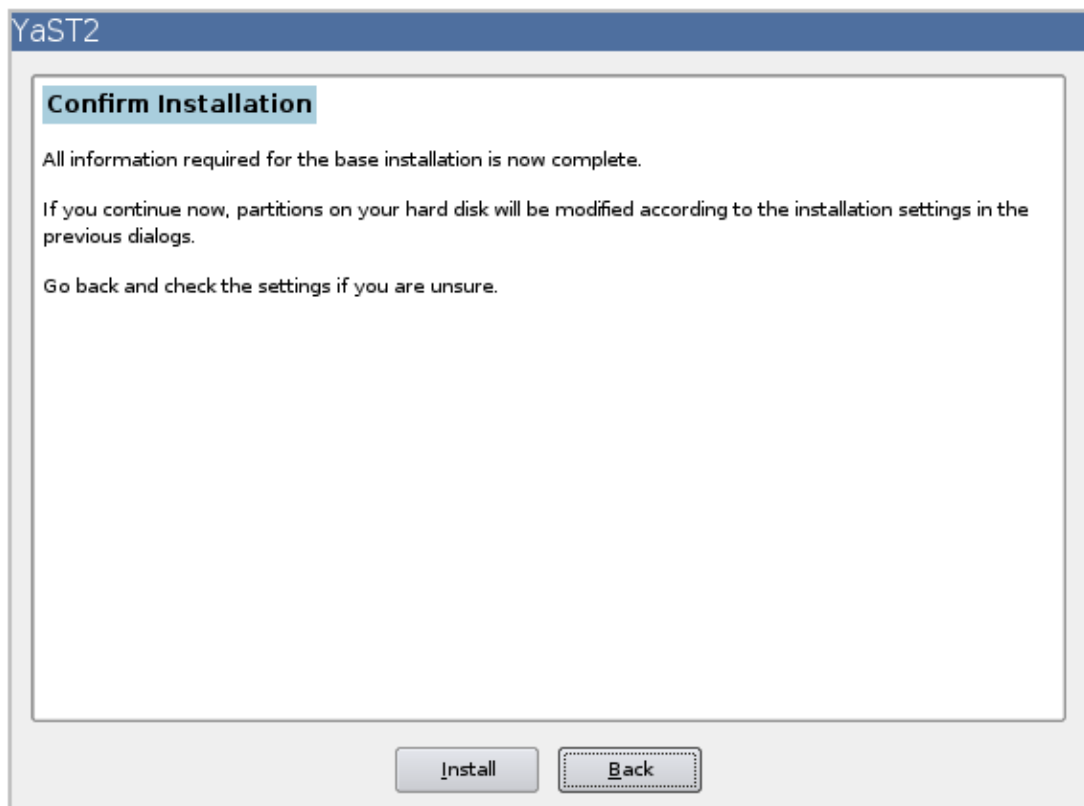 YaST2
Confirm Installation
All information required for the base installation is now complete.
If you continue now, partitions on your hard disk will be modified according to the installation settings in the
previous dialogs.
Go back and check the settings if you are unsure.
Install
Back